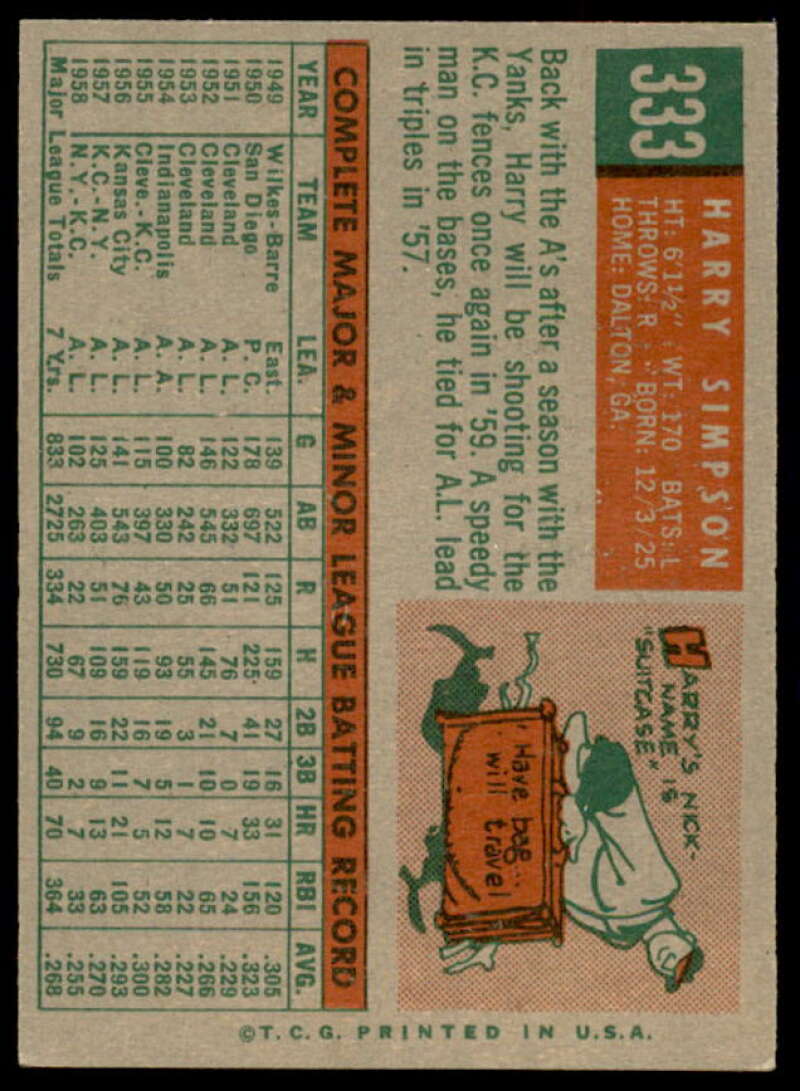 333
HARRY SIMPSON
HT: 6'1½" WT: 170 BATS: L
THROWS: R BORN: 12/3/25
HOME: DALTON, GA.
Back with the A's after a season with the
Yanks, Harry will be shooting for the
K.C. fences once again in '59. A speedy
man on the bases, he tied for A.L. lead
in triples in '57.
HARRY'S NICK-
NAME IS
"SUITCASE"
"Have bag...
will travel
COMPLETE MAJOR & MINOR LEAGUE BATTING RECORD
YEAR TEAM LEA. G AB R H 2B 3B HR RBI AVG.
1949 Wilkes-Barre East. 139 522 125 159 27 16 31 120 .305
1950 San Diego P. C. 178 697 121 225 41 19 33 156 .323
1951 Cleveland A. L. 122 332 51 76 7 0 7 24 .229
1952 Cleveland A. L. 146 545 66 145 21 10 10 65 .266
1953 Cleveland A. L. 82 242 25 55 3 1 7 22 .227
1954 Indianapolis A. A. 100 330 50 93 19 5 12 58 .282
1955 Cleve.-K.C. A. L. 115 397 43 119 16 7 5 52 .300
1956 Kansas City A. L. 141 543 76 159 22 11 21 105 .293
1957 K.C.-N.Y. A. L. 125 403 51 109 16 9 13 63 .270
1958 N.Y.-K.C. A. L. 102 263 22 67 9 2 7 33 .255
Major League Totals 7 Yrs. 833 2725 334 730 94 40 70 364 .268
©T.C.G. PRINTED IN U.S.A.